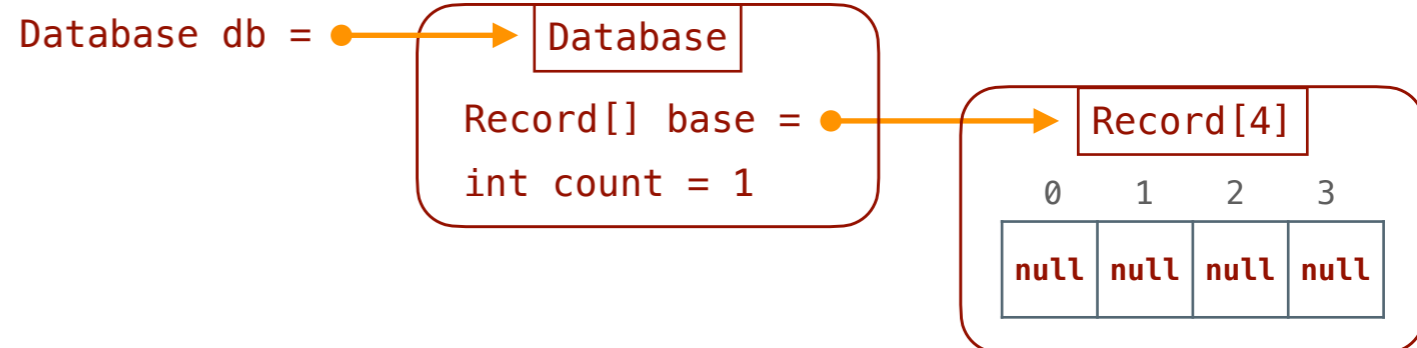 Database db =
Database
Record[] base =
int count = 1
Record[4]
0 1 2 3
null null null null